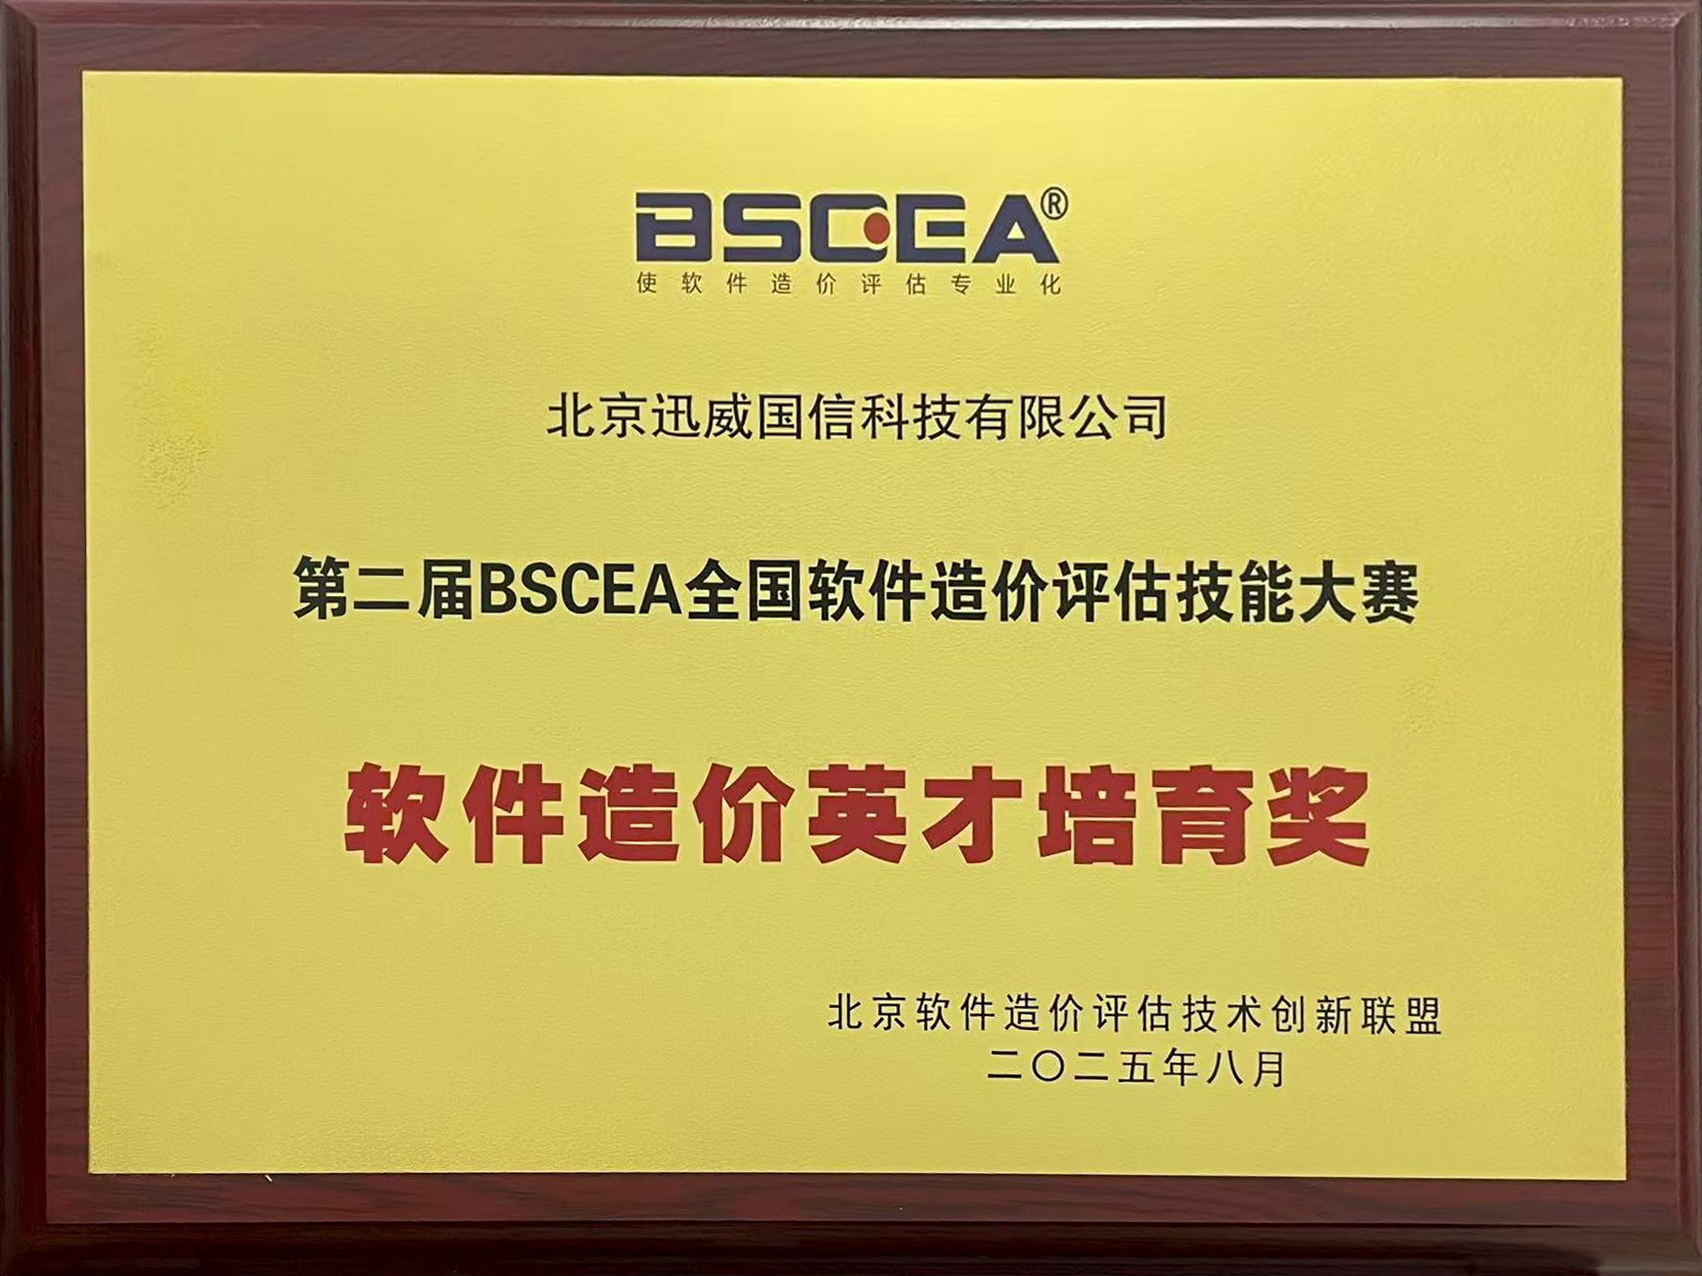 BSCEA®
使软件造价评估专业化
北京迅威国信科技有限公司
第二届BSCEA全国软件造价评估技能大赛
软件造价英才培育奖
北京软件造价评估技术创新联盟
二〇二五年八月